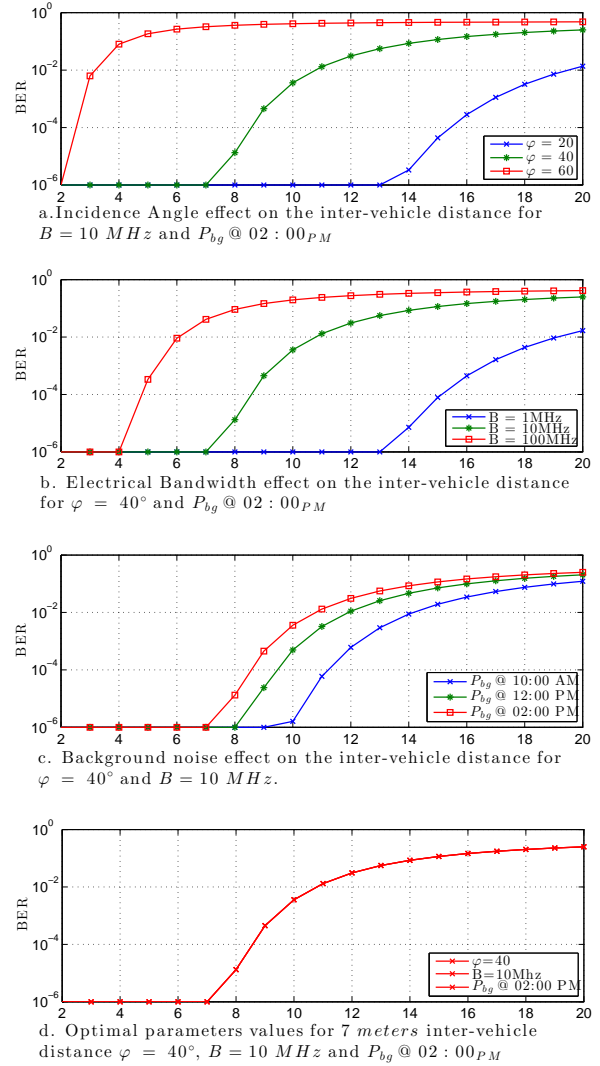 10^0
10^-2
10^-4
10^-6
BER
φ = 20
φ = 40
φ = 60
2 4 6 8 10 12 14 16 18 20
a.Incidence Angle effect on the inter-vehicle distance for
B = 10 MHz and P_bg @ 02 : 00_PM
10^0
10^-2
10^-4
10^-6
BER
B = 1MHz
B = 10MHz
B = 100MHz
2 4 6 8 10 12 14 16 18 20
b. Electrical Bandwidth effect on the inter-vehicle distance
for φ = 40° and P_bg @ 02 : 00_PM
10^0
10^-2
10^-4
10^-6
BER
P_bg @ 10:00 AM
P_bg @ 12:00 PM
P_bg @ 02:00 PM
2 4 6 8 10 12 14 16 18 20
c. Background noise effect on the inter-vehicle distance for
φ = 40° and B = 10 MHz.
10^0
10^-2
10^-4
10^-6
BER
φ=40
B=10Mhz
P_bg @ 02:00 PM
2 4 6 8 10 12 14 16 18 20
d. Optimal parameters values for 7 meters inter-vehicle
distance φ = 40°, B = 10 MHz and P_bg @ 02 : 00_PM